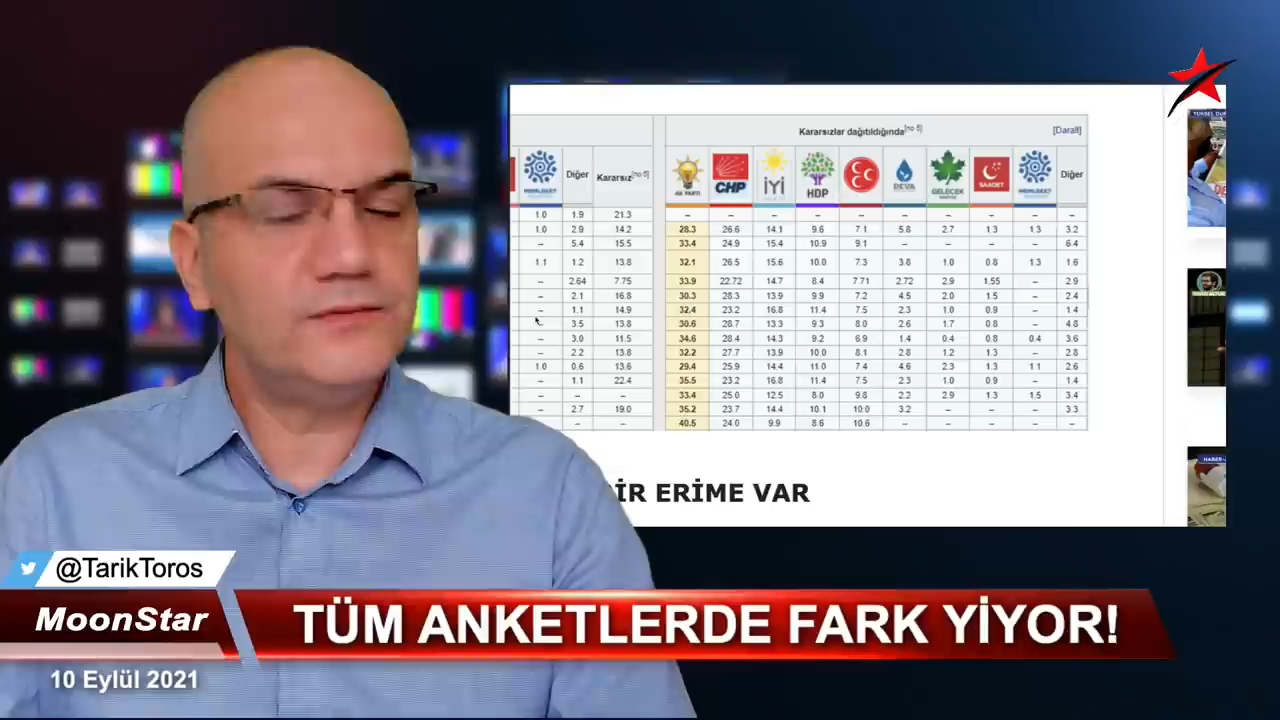 Kararsızlar dağıtıldığında[no 6] [Daralt]
Diğer Kararsız[no 6] AK PARTİ CHP İYİ HDP DEVA GELECEK SAADET MEMLEKET Diğer
1.0 1.9 21.3 – – – – – – – – – –
1.0 2.9 14.2 28.3 26.6 14.1 9.6 7.1 5.8 2.7 1.3 1.3 3.2
– 5.4 15.5 33.4 24.9 15.4 10.9 9.1 – – – – 6.4
1.1 1.2 13.8 32.1 26.5 15.6 10.0 7.3 3.8 1.0 0.8 1.3 1.6
– 2.64 7.75 33.9 22.72 14.7 8.4 7.71 2.72 2.9 1.55 – 2.9
– 2.1 16.8 30.3 28.3 13.9 9.9 7.2 4.5 2.0 1.5 – 2.4
– 1.1 14.9 32.4 23.2 16.8 11.4 7.5 2.3 1.0 0.9 – 1.4
– 3.5 13.8 30.6 28.7 13.3 9.3 8.0 2.6 1.7 0.8 – 4.8
– 3.0 11.5 34.6 28.4 14.3 9.2 6.9 1.4 0.4 0.8 0.4 3.6
– 2.2 13.8 32.2 27.7 13.9 10.0 8.1 2.8 1.2 1.3 – 2.8
1.0 0.6 13.6 29.4 25.9 14.4 11.0 7.4 4.6 2.3 1.3 1.1 2.6
– 1.1 22.4 35.5 23.2 16.8 11.4 7.5 2.3 1.0 0.9 – 1.4
– – – 33.4 25.0 12.5 8.0 9.8 2.2 2.9 1.3 1.5 3.4
– 2.7 19.0 35.2 23.7 14.4 10.1 10.0 3.2 – – – 3.3
– – – 40.5 24.0 9.9 8.6 10.6 – – – – –
BİR ERİME VAR
@TarikToros
MoonStar
TÜM ANKETLERDE FARK YİYOR!
10 Eylül 2021